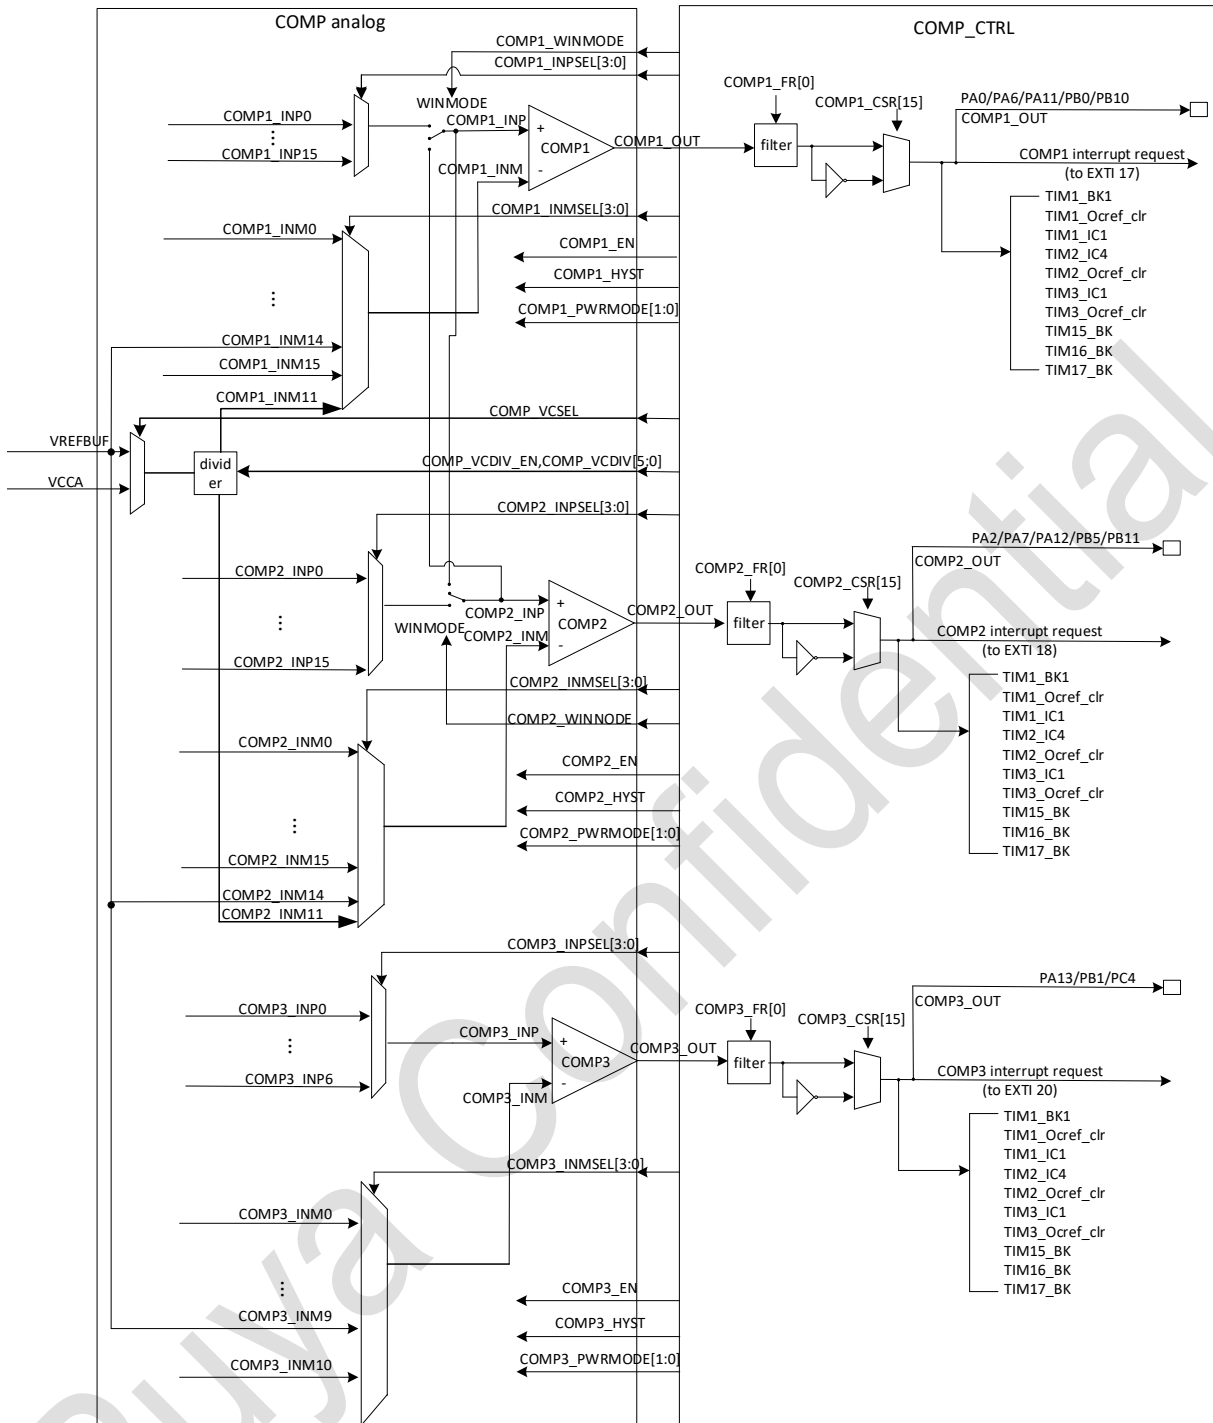 COMP analog
COMP_CTRL
COMP1_WINMODE
COMP1_INPSEL[3:0]
WINMODE
COMP1_INP0
COMP1_INP15
COMP1_INP
COMP1_INM
+
COMP1
-
COMP1_OUT
COMP1_FR[0]
filter
COMP1_CSR[15]
PA0/PA6/PA11/PB0/PB10
COMP1_OUT
COMP1 interrupt request
(to EXTI 17)
TIM1_BK1
TIM1_Ocref_clr
TIM1_IC1
TIM2_IC4
TIM2_Ocref_clr
TIM3_IC1
TIM3_Ocref_clr
TIM15_BK
TIM16_BK
TIM17_BK
COMP1_INMSEL[3:0]
COMP1_INM0
COMP1_EN
COMP1_HYST
COMP1_PWRMODE[1:0]
COMP1_INM14
COMP1_INM15
COMP1_INM11
COMP_VCSEL
VREFBUF
VCCA
divid
er
COMP_VCDIV_EN,COMP_VCDIV[5:0]
COMP2_INPSEL[3:0]
COMP2_INP0
COMP2_INP15
WINMODE
COMP2_INP
COMP2_INM
+
COMP2
-
COMP2_OUT
COMP2_FR[0]
filter
COMP2_CSR[15]
PA2/PA7/PA12/PB5/PB11
COMP2_OUT
COMP2 interrupt request
(to EXTI 18)
TIM1_BK1
TIM1_Ocref_clr
TIM1_IC1
TIM2_IC4
TIM2_Ocref_clr
TIM3_IC1
TIM3_Ocref_clr
TIM15_BK
TIM16_BK
TIM17_BK
COMP2_INMSEL[3:0]
COMP2_WINNODE
COMP2_INM0
COMP2_EN
COMP2_HYST
COMP2_PWRMODE[1:0]
COMP2_INM15
COMP2_INM14
COMP2_INM11
COMP3_INPSEL[3:0]
COMP3_INP0
COMP3_INP6
COMP3_INP
COMP3_INM
+
COMP3
-
COMP3_OUT
COMP3_FR[0]
filter
COMP3_CSR[15]
PA13/PB1/PC4
COMP3_OUT
COMP3 interrupt request
(to EXTI 20)
TIM1_BK1
TIM1_Ocref_clr
TIM1_IC1
TIM2_IC4
TIM2_Ocref_clr
TIM3_IC1
TIM3_Ocref_clr
TIM15_BK
TIM16_BK
TIM17_BK
COMP3_INMSEL[3:0]
COMP3_INM0
COMP3_EN
COMP3_INM9
COMP3_HYST
COMP3_INM10
COMP3_PWRMODE[1:0]
Puya Confidential